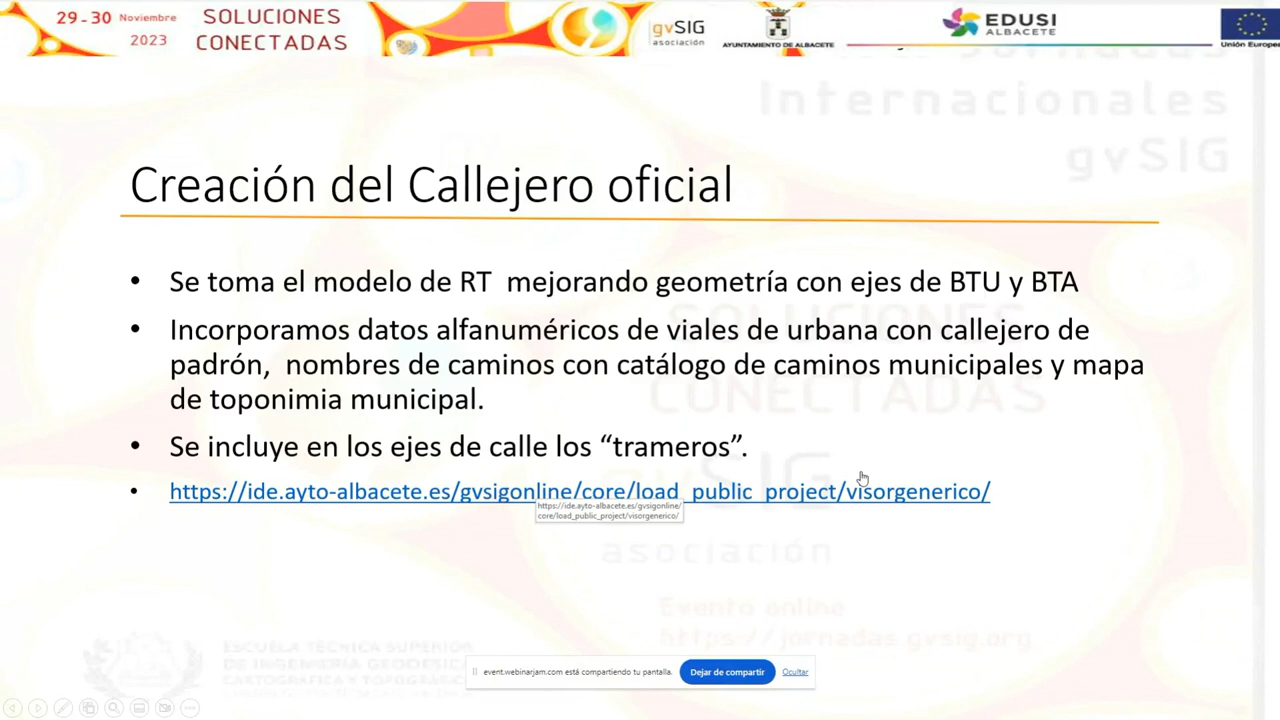 29-30 Noviembre
2023
SOLUCIONES
CONECTADAS
gvSIG
asociación
AYUNTAMIENTO DE ALBACETE
EDUSI
ALBACETE
Unión Europe
Internacionales
gvSIG
Creación del Callejero oficial
• Se toma el modelo de RT mejorando geometría con ejes de BTU y BTA
• Incorporamos datos alfanuméricos de viales de urbana con callejero de
padrón, nombres de caminos con catálogo de caminos municipales y mapa
de toponimia municipal.
• Se incluye en los ejes de calle los “trameros”.
• https://ide.ayto-albacete.es/gvsigonline/core/load_public_project/visorgenerico/
https://ide.ayto-albacete.es/gvsigonline/
core/load_public_project/visorgenerico/
SOLUCIONES
CONECTADAS
gvSIG
asociación
Evento online
https://jornadas.gvsig.org
ESCUELA TÉCNICA SUPERIOR
DE INGENIERÍA GEODÉSICA
CARTOGRÁFICA Y TOPOGRÁFICA
event.webinarjam.com está compartiendo tu pantalla.
Dejar de compartir
Ocultar